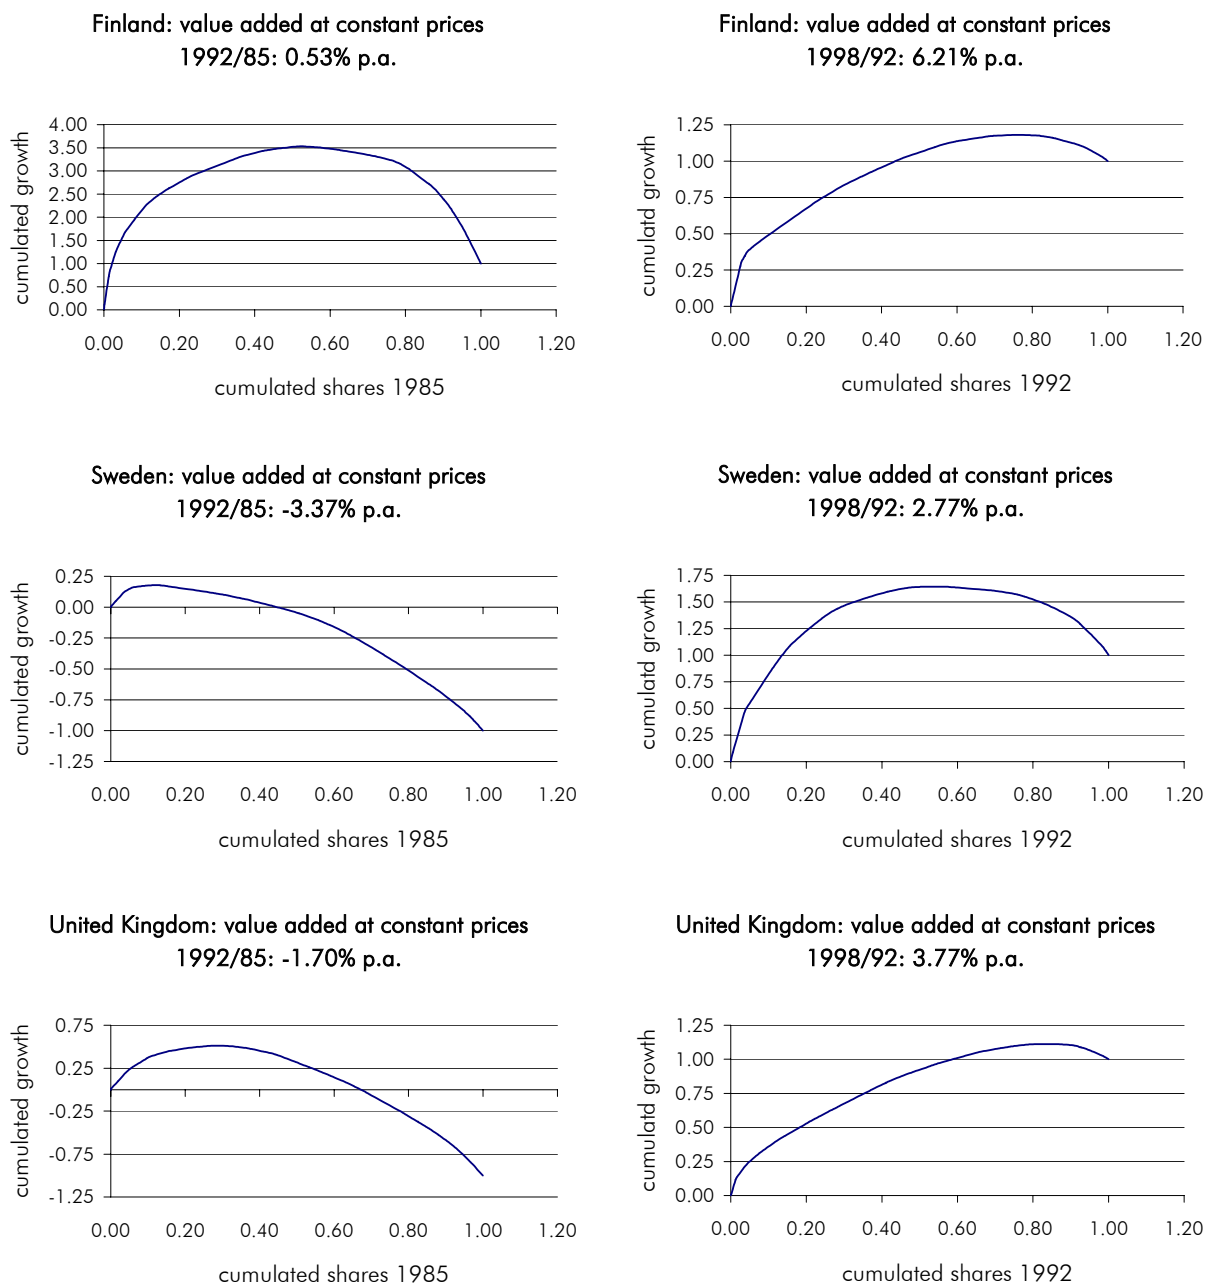 Finland: value added at constant prices
1992/85: 0.53% p.a.
cumulated growth
4.00
3.50
3.00
2.50
2.00
1.50
1.00
0.50
0.00
0.00 0.20 0.40 0.60 0.80 1.00 1.20
cumulated shares 1985
Finland: value added at constant prices
1998/92: 6.21% p.a.
cumulatd growth
1.25
1.00
0.75
0.50
0.25
0.00
0.00 0.20 0.40 0.60 0.80 1.00 1.20
cumulated shares 1992
Sweden: value added at constant prices
1992/85: -3.37% p.a.
cumulated growth
0.25
0.00
-0.25
-0.50
-0.75
-1.00
-1.25
0.00 0.20 0.40 0.60 0.80 1.00 1.20
cumulated shares 1985
Sweden: value added at constant prices
1998/92: 2.77% p.a.
cumulatd growth
1.75
1.50
1.25
1.00
0.75
0.50
0.25
0.00
0.00 0.20 0.40 0.60 0.80 1.00 1.20
cumulated shares 1992
United Kingdom: value added at constant prices
1992/85: -1.70% p.a.
cumulated growth
0.75
0.25
-0.25
-0.75
-1.25
0.00 0.20 0.40 0.60 0.80 1.00 1.20
cumulated shares 1985
United Kingdom: value added at constant prices
1998/92: 3.77% p.a.
cumulatd growth
1.25
1.00
0.75
0.50
0.25
0.00
0.00 0.20 0.40 0.60 0.80 1.00 1.20
cumulated shares 1992